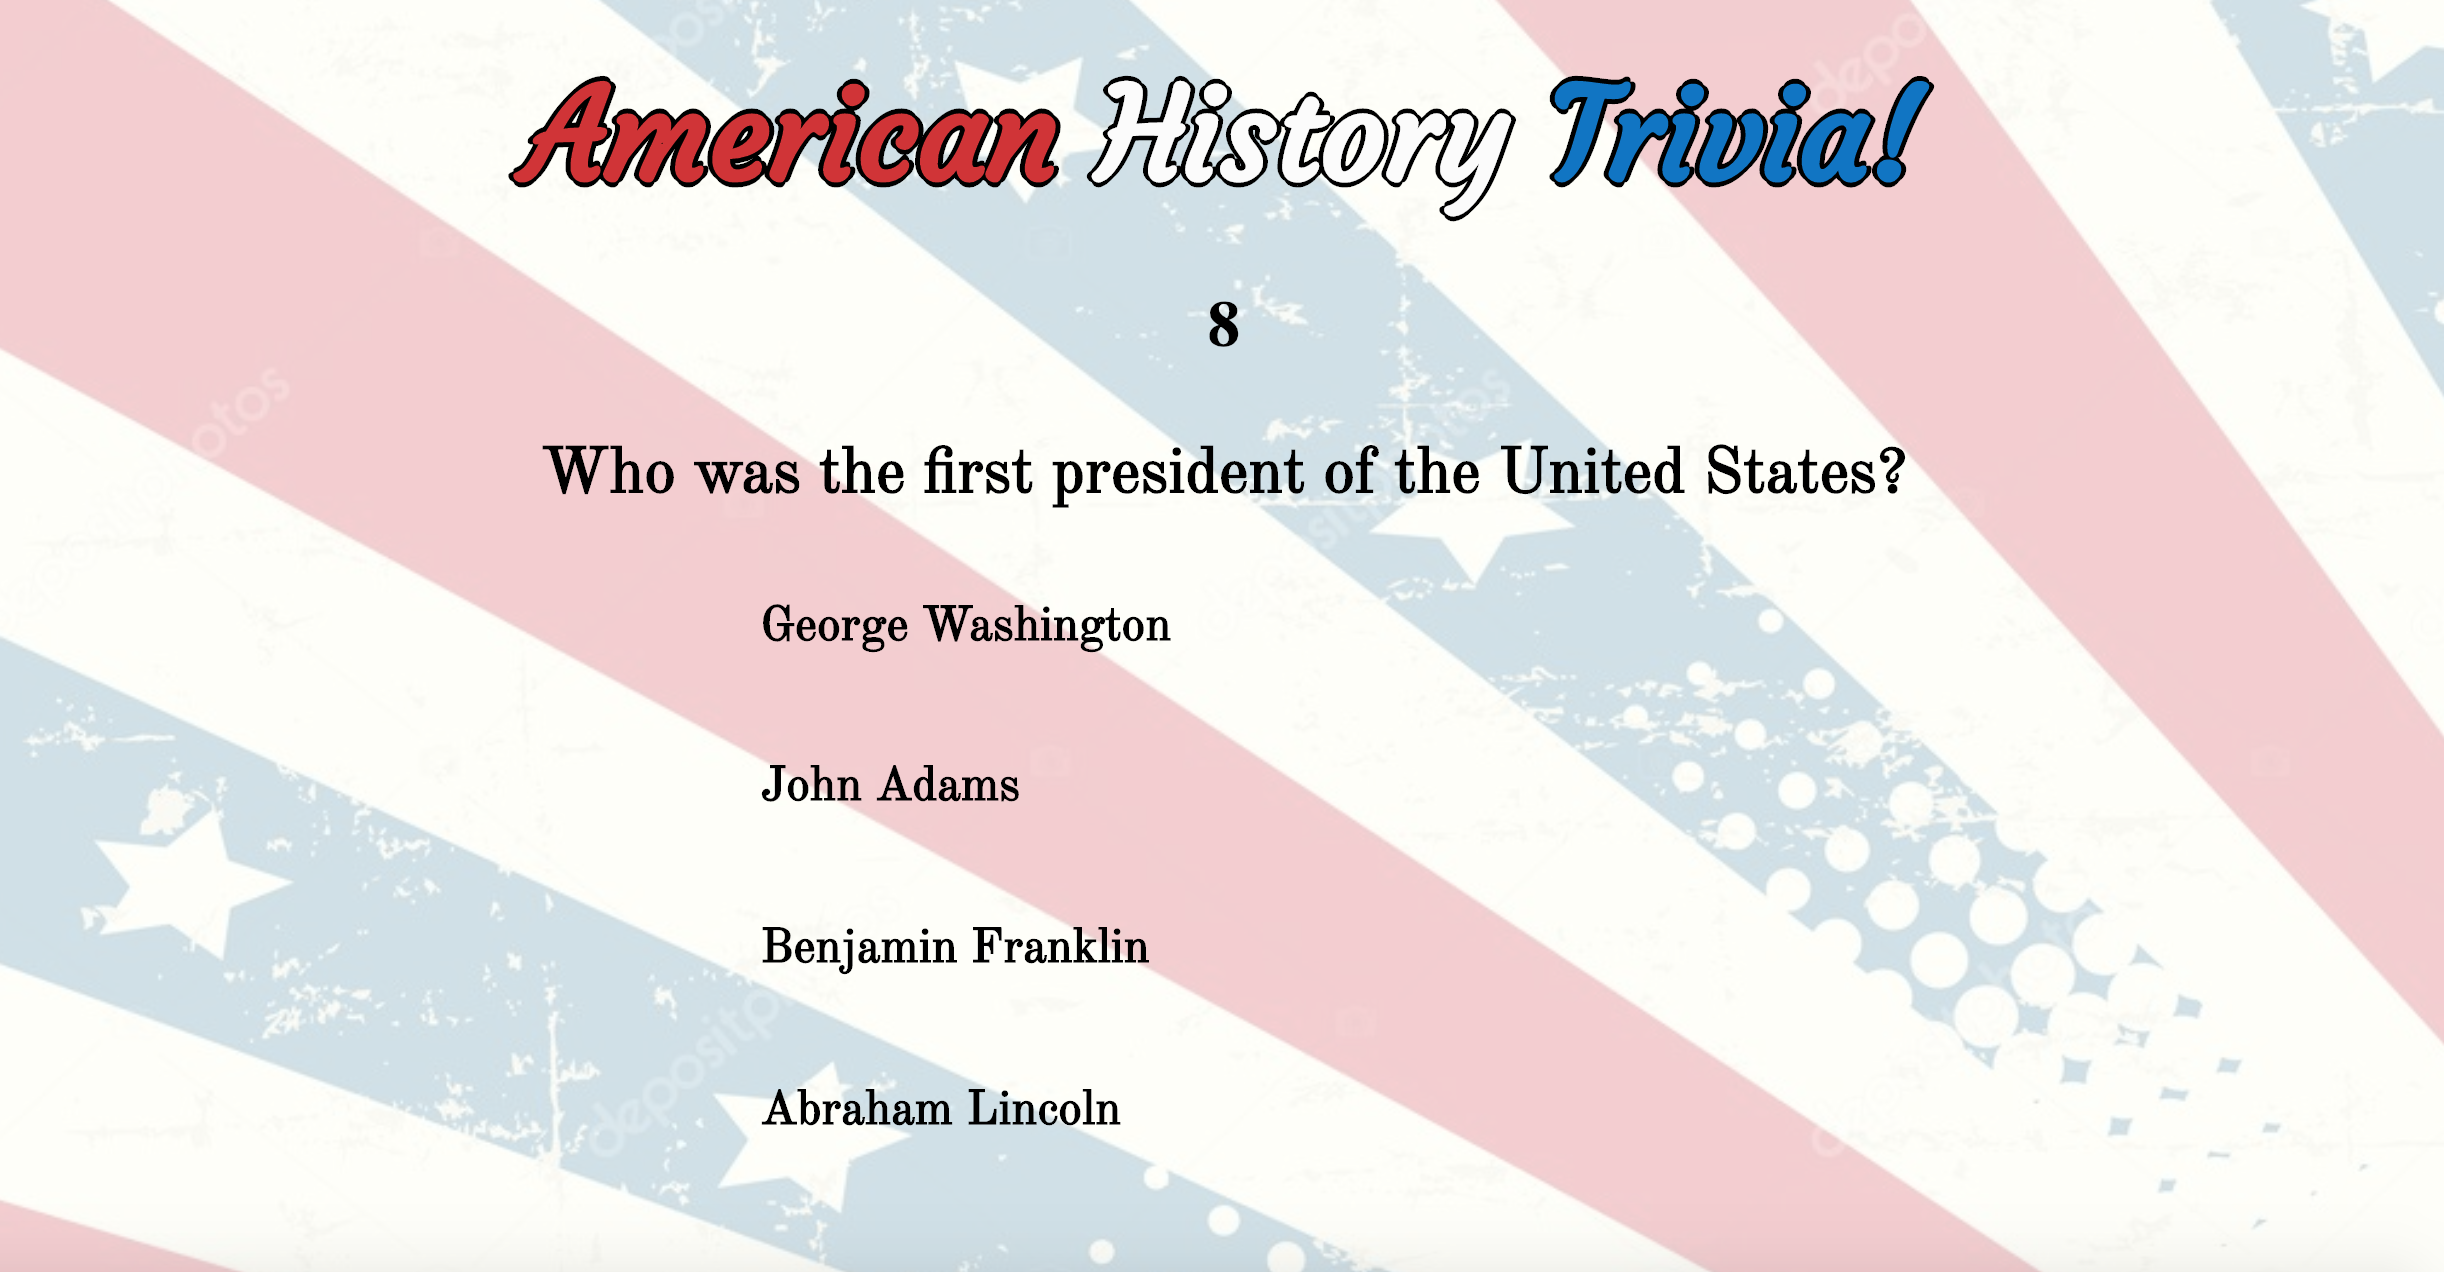 American History Trivia!
8
Who was the first president of the United States?
George Washington
John Adams
Benjamin Franklin
Abraham Lincoln